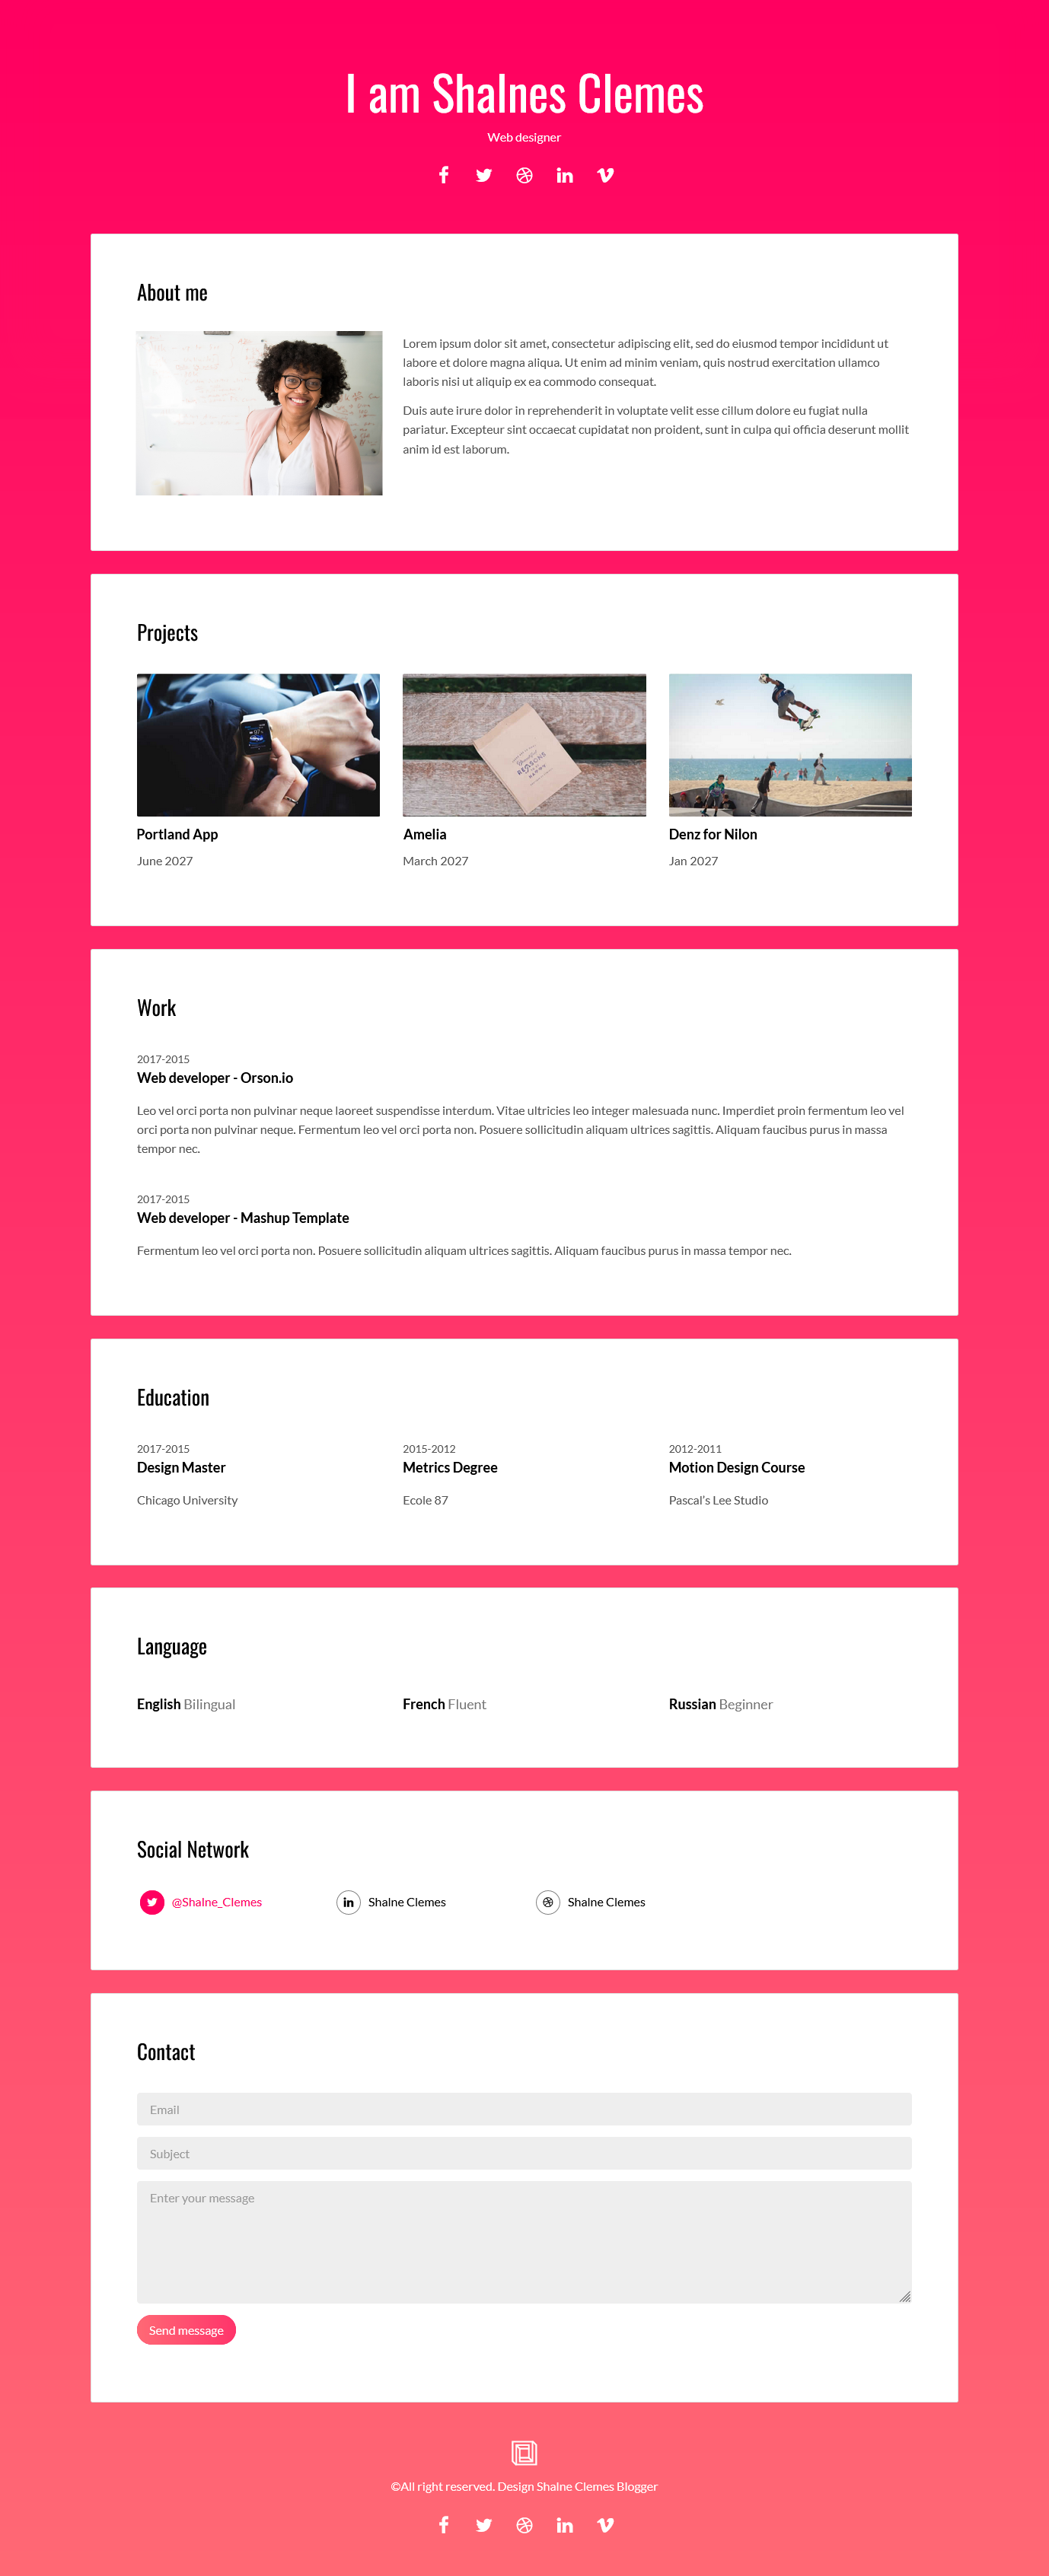 I am Shalnes Clemes
Web designer
About me
Lorem ipsum dolor sit amet, consectetur adipiscing elit, sed do eiusmod tempor incididunt ut
labore et dolore magna aliqua. Ut enim ad minim veniam, quis nostrud exercitation ullamco
laboris nisi ut aliquip ex ea commodo consequat.
Duis aute irure dolor in reprehenderit in voluptate velit esse cillum dolore eu fugiat nulla
pariatur. Excepteur sint occaecat cupidatat non proident, sunt in culpa qui officia deserunt mollit
anim id est laborum.
Projects
REASONS
Portland App
June 2027
Amelia
March 2027
Denz for Nilon
Jan 2027
Work
2017-2015
Web developer - Orson.io
Leo vel orci porta non pulvinar neque laoreet suspendisse interdum. Vitae ultricies leo integer malesuada nunc. Imperdiet proin fermentum leo vel
orci porta non pulvinar neque. Fermentum leo vel orci porta non. Posuere sollicitudin aliquam ultrices sagittis. Aliquam faucibus purus in massa
tempor nec.
2017-2015
Web developer - Mashup Template
Fermentum leo vel orci porta non. Posuere sollicitudin aliquam ultrices sagittis. Aliquam faucibus purus in massa tempor nec.
Education
2017-2015
Design Master
Chicago University
2015-2012
Metrics Degree
Ecole 87
2012-2011
Motion Design Course
Pascal's Lee Studio
Language
English Bilingual
French Fluent
Russian Beginner
Social Network
@Shalne_Clemes
Shalne Clemes
Shalne Clemes
Contact
Email
Subject
Enter your message
Send message
©All right reserved. Design Shalne Clemes Blogger